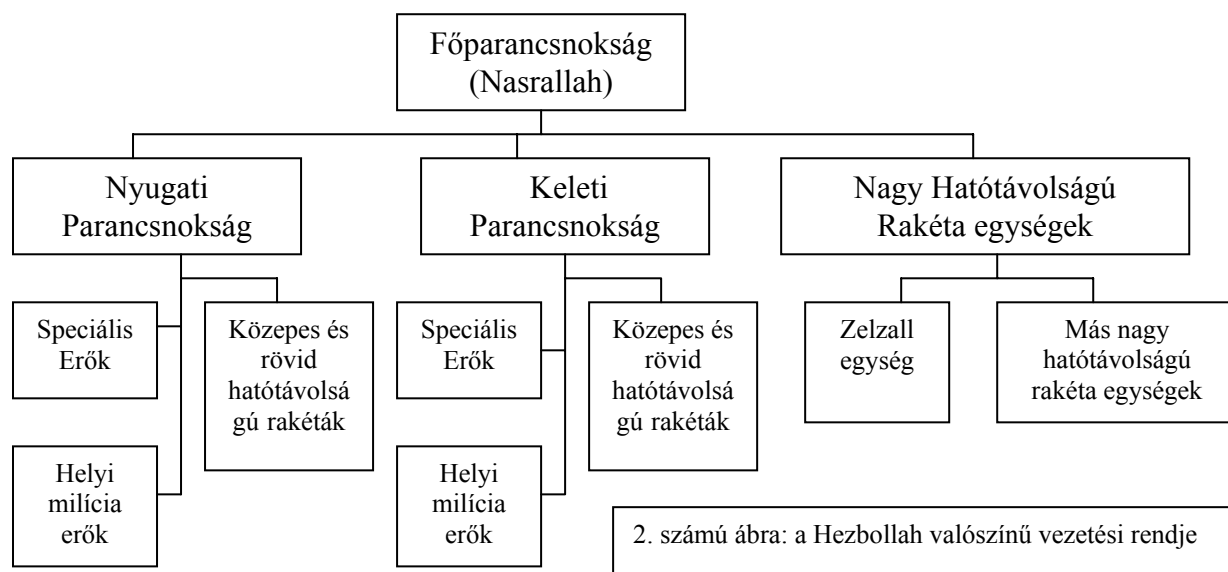 Főparancsnokság
(Nasrallah)
Nyugati
Parancsnokság
Keleti
Parancsnokság
Nagy Hatótávolságú
Rakéta egységek
Speciális
Erők
Közepes és
rövid
hatótávolsá
gú rakéták
Speciális
Erők
Közepes és
rövid
hatótávolsá
gú rakéták
Zelzall
egység
Más nagy
hatótávolságú
rakéta egységek
Helyi
milícia
erők
Helyi
milícia
erők
2. számú ábra: a Hezbollah valószínű vezetési rendje